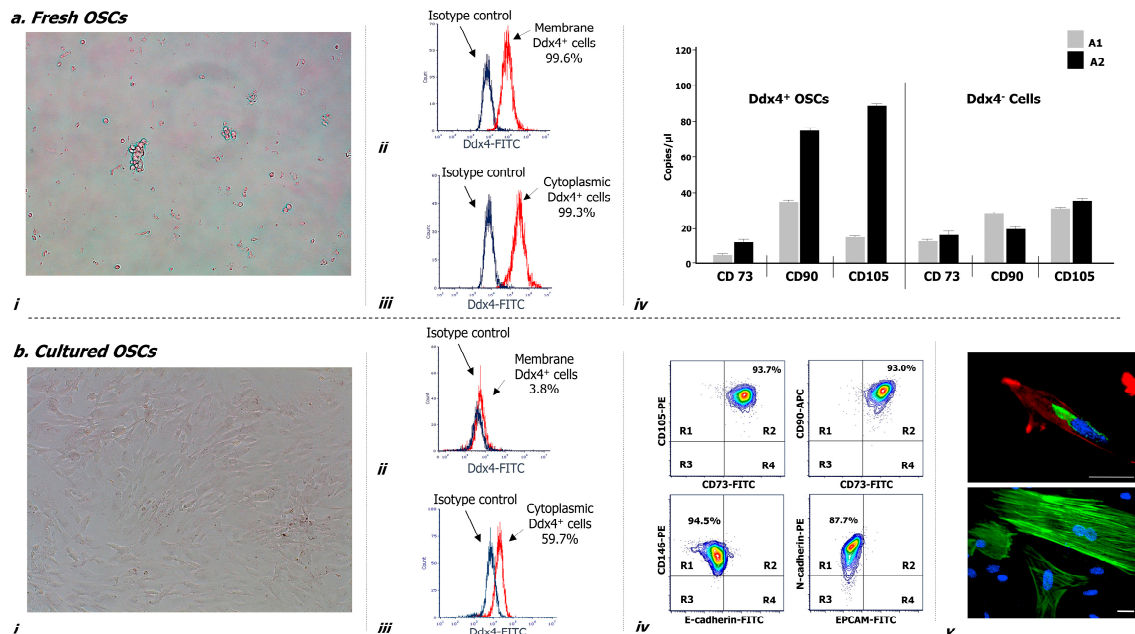 a. Fresh OSCs
i
Isotype control
Membrane
Ddx4⁺ cells
99.6%
Count
Ddx4-FITC
ii
Isotype control
Cytoplasmic
Ddx4⁺ cells
99.3%
Count
Ddx4-FITC
iii
A1
A2
120
100
80
60
40
20
0
Copies/µl
Ddx4⁺ OSCs
Ddx4⁻ Cells
CD 73
CD90
CD105
CD 73
CD90
CD105
iv
b. Cultured OSCs
i
Isotype control
Membrane
Ddx4⁺ cells
3.8%
Count
Ddx4-FITC
ii
Isotype control
Cytoplasmic
Ddx4⁺ cells
59.7%
Count
Ddx4-FITC
iii
93.7%
CD105-PE
R1
R2
R3
R4
CD73-FITC
93.0%
CD90-APC
R1
R2
R3
R4
CD73-FITC
94.5%
CD146-PE
R1
R2
R3
R4
E-cadherin-FITC
87.7%
N-cadherin-PE
R1
R2
R3
R4
EPCAM-FITC
iv
v